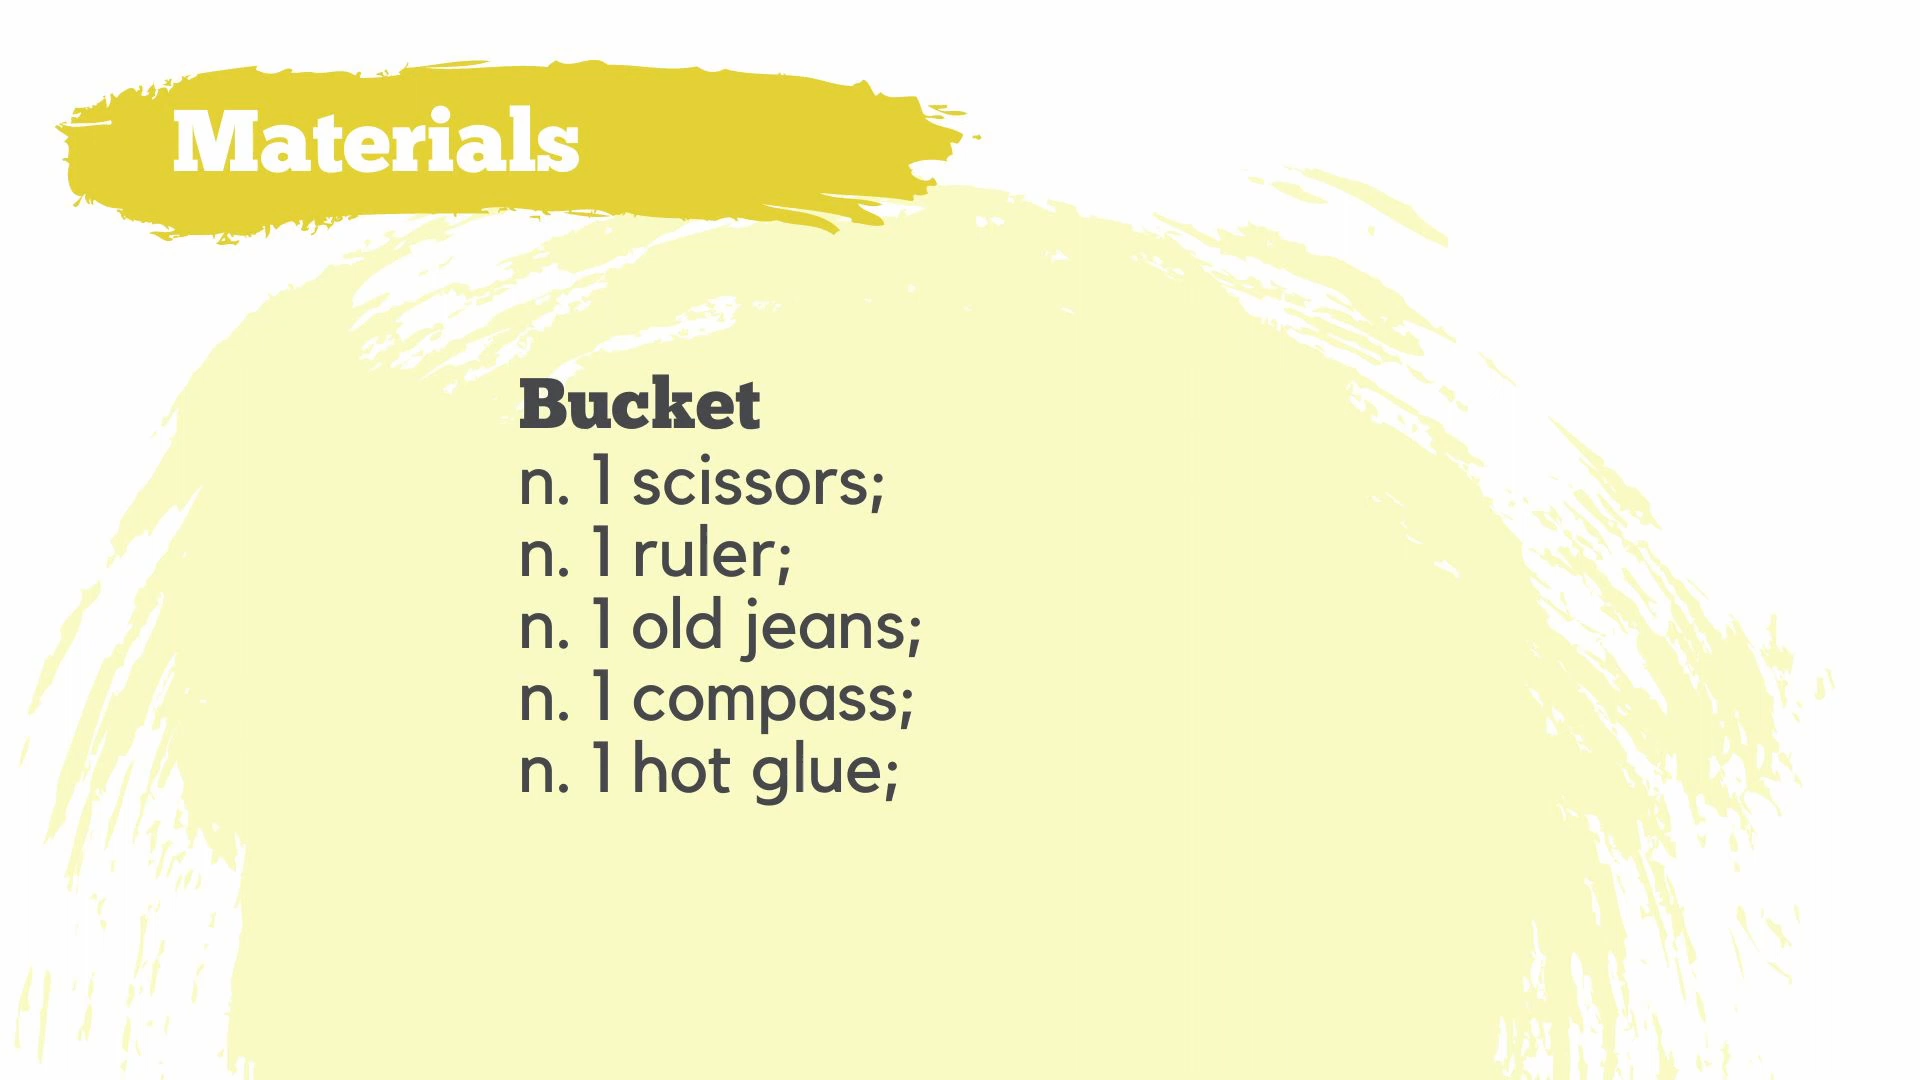 Materials
Bucket
n. 1 scissors;
n. 1 ruler;
n. 1 old jeans;
n. 1 compass;
n. 1 hot glue;